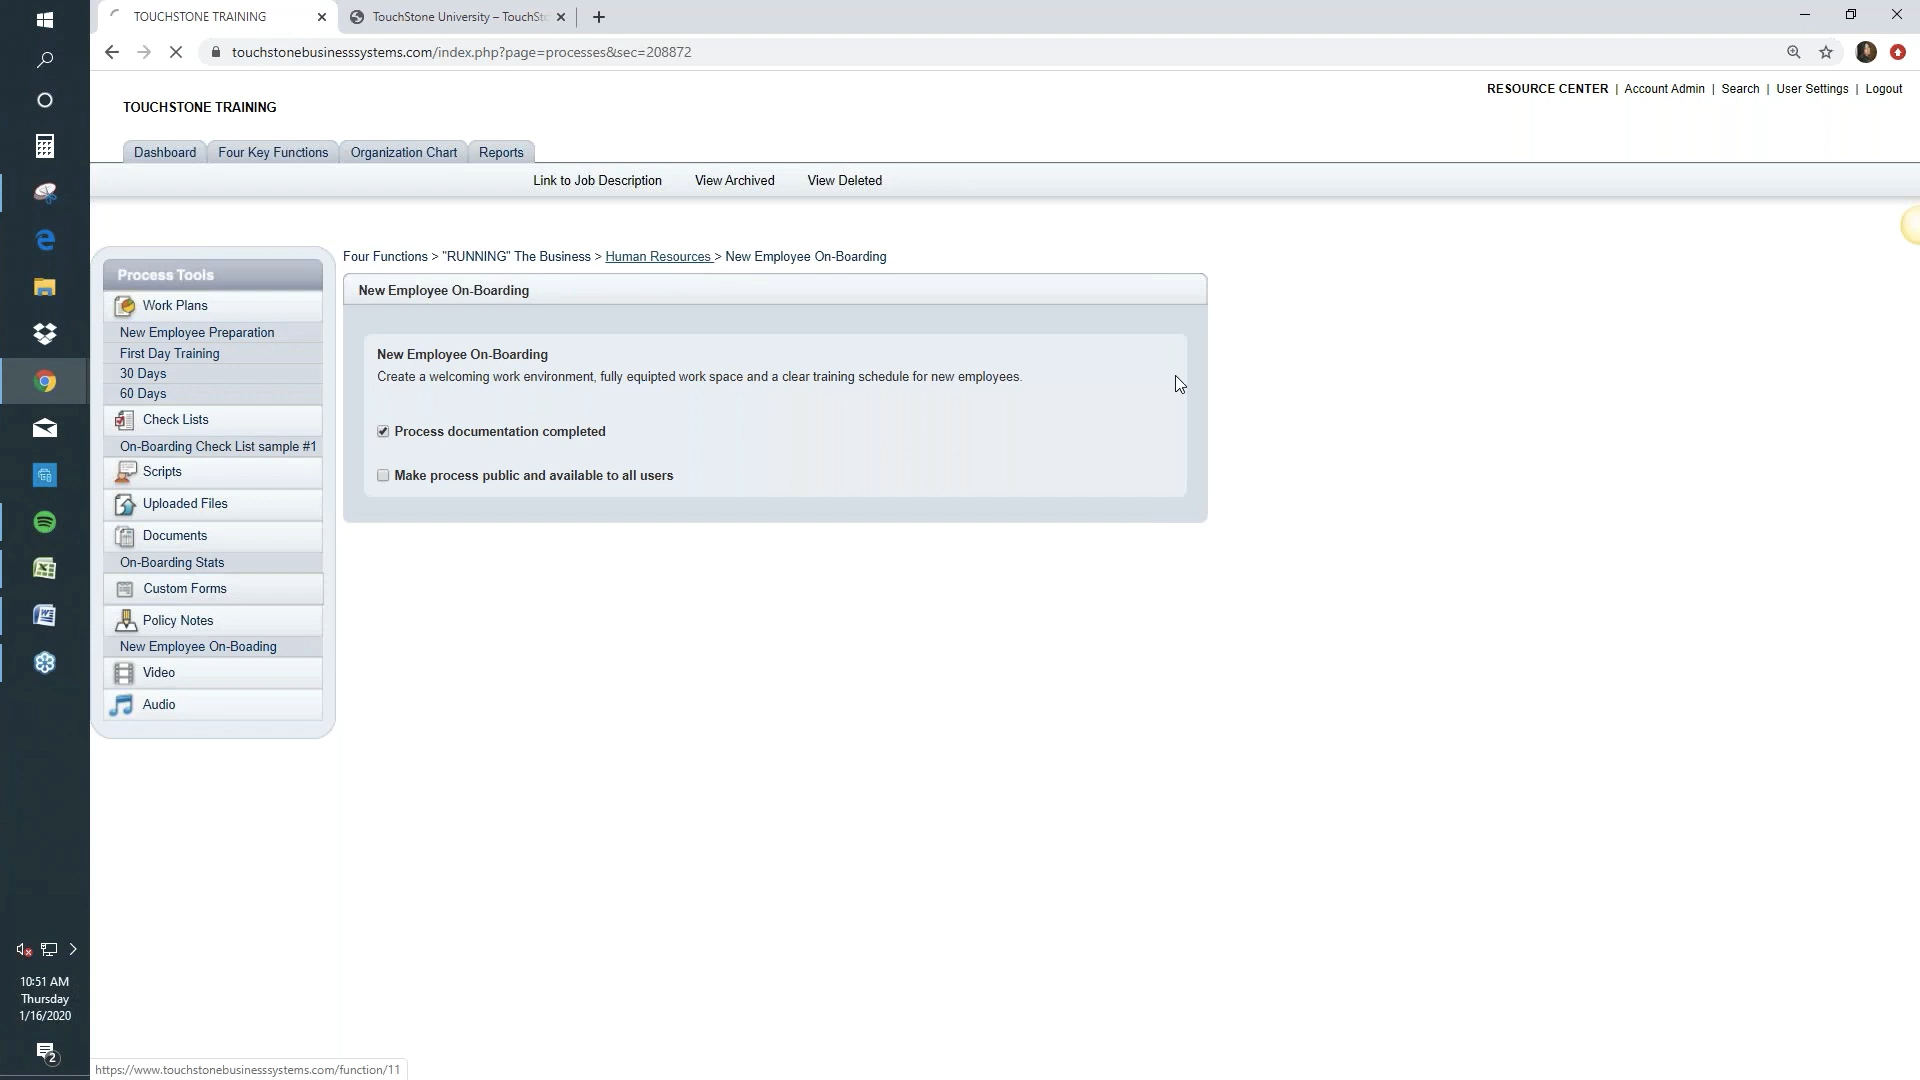 TOUCHSTONE TRAINING
TouchStone University – TouchSto
touchstonebusinesssystems.com/index.php?page=processes&sec=208872
RESOURCE CENTER | Account Admin | Search | User Settings | Logout
TOUCHSTONE TRAINING
Dashboard
Four Key Functions
Organization Chart
Reports
Link to Job Description
View Archived
View Deleted
Four Functions > "RUNNING" The Business > Human Resources > New Employee On-Boarding
Process Tools
Work Plans
New Employee Preparation
First Day Training
30 Days
60 Days
Check Lists
On-Boarding Check List sample #1
Scripts
Uploaded Files
Documents
On-Boarding Stats
Custom Forms
Policy Notes
New Employee On-Boading
Video
Audio
New Employee On-Boarding
New Employee On-Boarding
Create a welcoming work environment, fully equipted work space and a clear training schedule for new employees.
Process documentation completed
Make process public and available to all users
10:51 AM
Thursday
1/16/2020
2
https://www.touchstonebusinesssystems.com/function/11